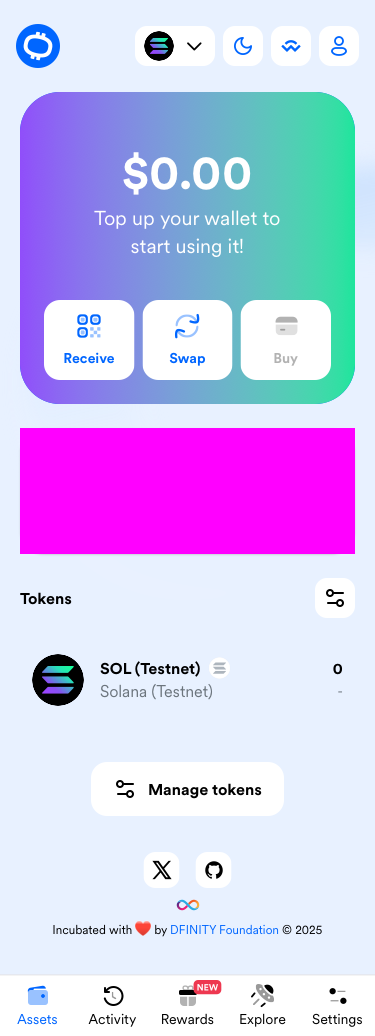 $0.00
Top up your wallet to
start using it!
Receive
Swap
Buy
Tokens
SOL (Testnet)
0
Solana (Testnet)
-
Manage tokens
Incubated with ❤️ by DFINITY Foundation © 2025
NEW
Assets
Activity
Rewards
Explore
Settings